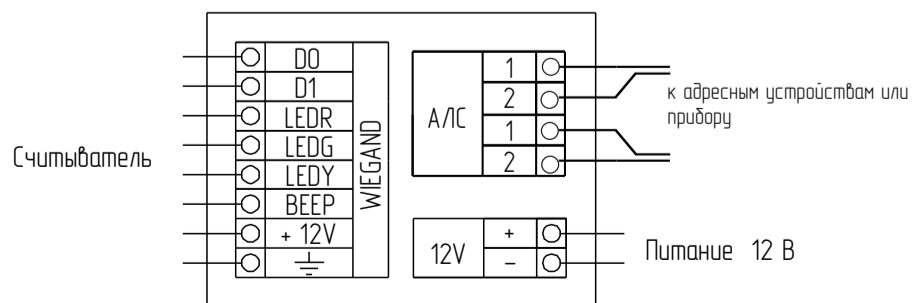 Считыватель
D0
D1
LEDR
LEDG
LEDY
BEEP
+ 12V
WIEGAND
А/ЛС
1
2
1
2
к адресным устройствам или
прибору
12V
+
–
Питание 12 В